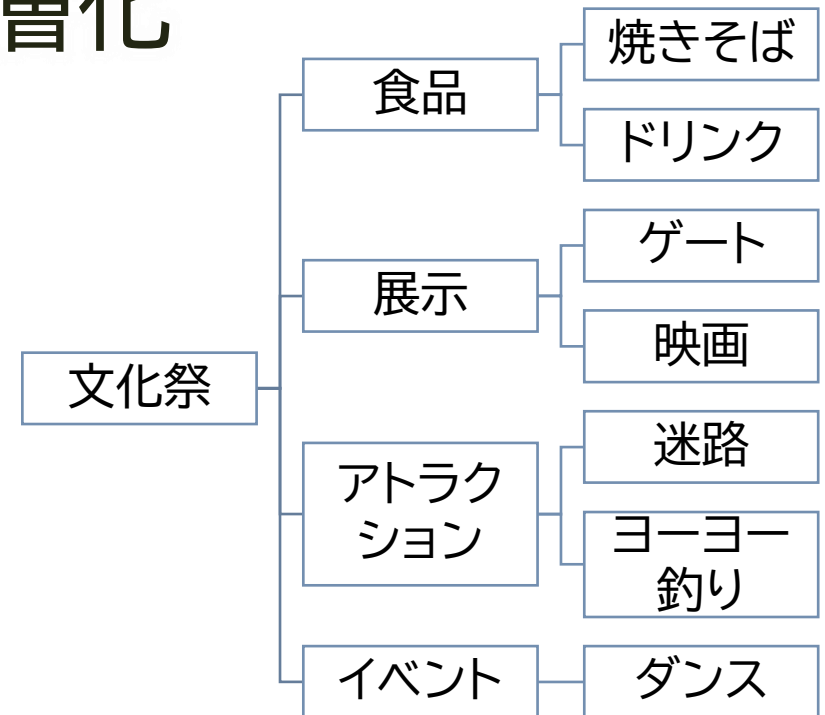 層化
焼きそば
食品
ドリンク
ゲート
展示
映画
文化祭
迷路
アトラク
ション
ヨーヨー
釣り
イベント
ダンス